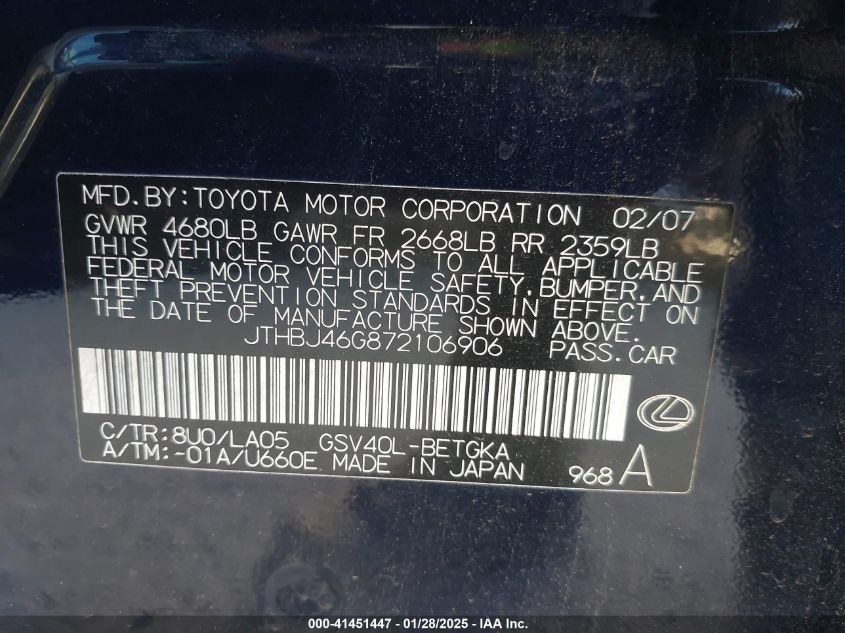 MFD.BY:TOYOTA MOTOR CORPORATION 02/07
GVWR 4680LB GAWR FR 2668LB RR 2359LB
THIS VEHICLE CONFORMS TO ALL APPLICABLE
FEDERAL MOTOR VEHICLE SAFETY,BUMPER,AND
THEFT PREVENTION STANDARDS IN EFFECT ON
THE DATE OF MANUFACTURE SHOWN ABOVE.
JTHBJ46G872106906 PASS.CAR
C/TR:8U0/LA05 GSV40L-BETGKA
A/TM:-01A/U660E MADE IN JAPAN 968 A
000-41451447 - 01/28/2025 - IAA Inc.